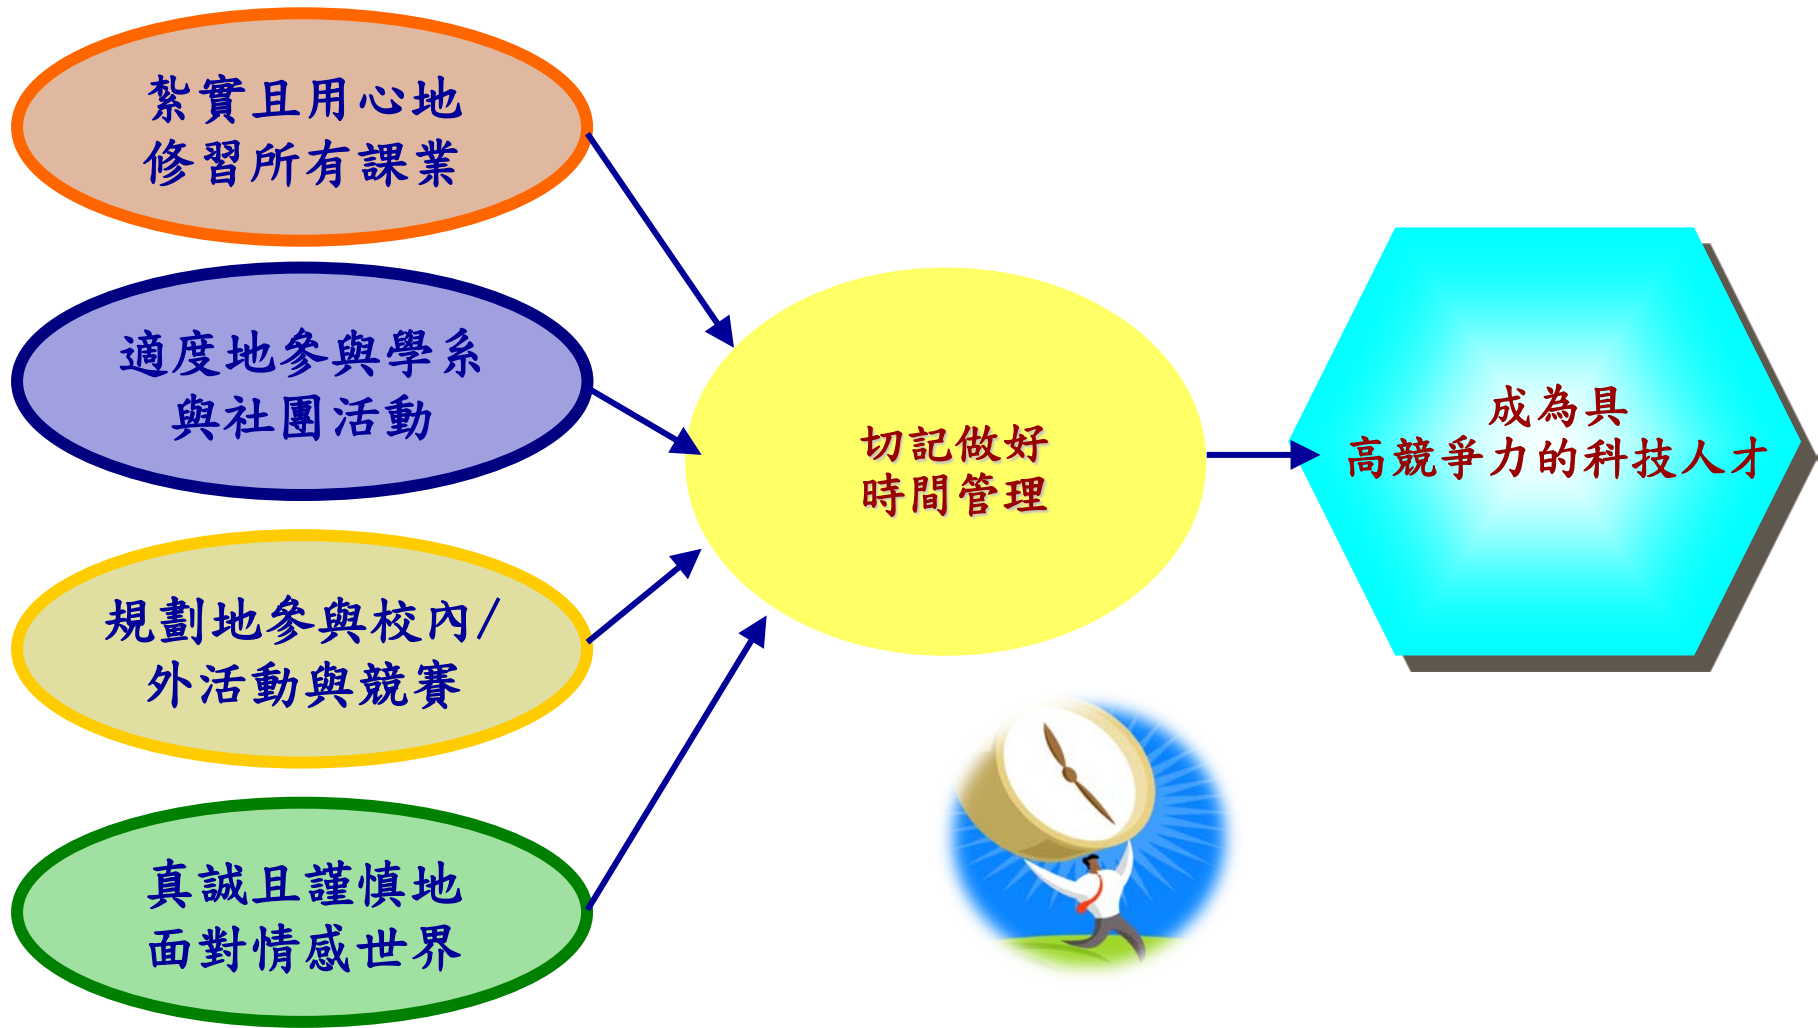 紮實且用心地
修習所有課業
適度地參與學系
與社團活動
規劃地參與校內/
外活動與競賽
真誠且謹慎地
面對情感世界
切記做好
時間管理
成為具
高競爭力的科技人才